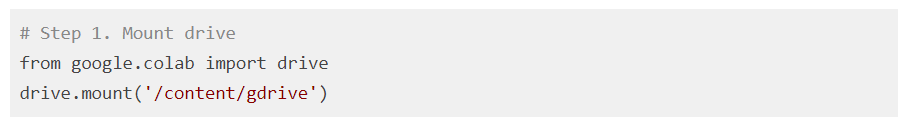 # Step 1. Mount drive
from google.colab import drive
drive.mount('/content/gdrive')